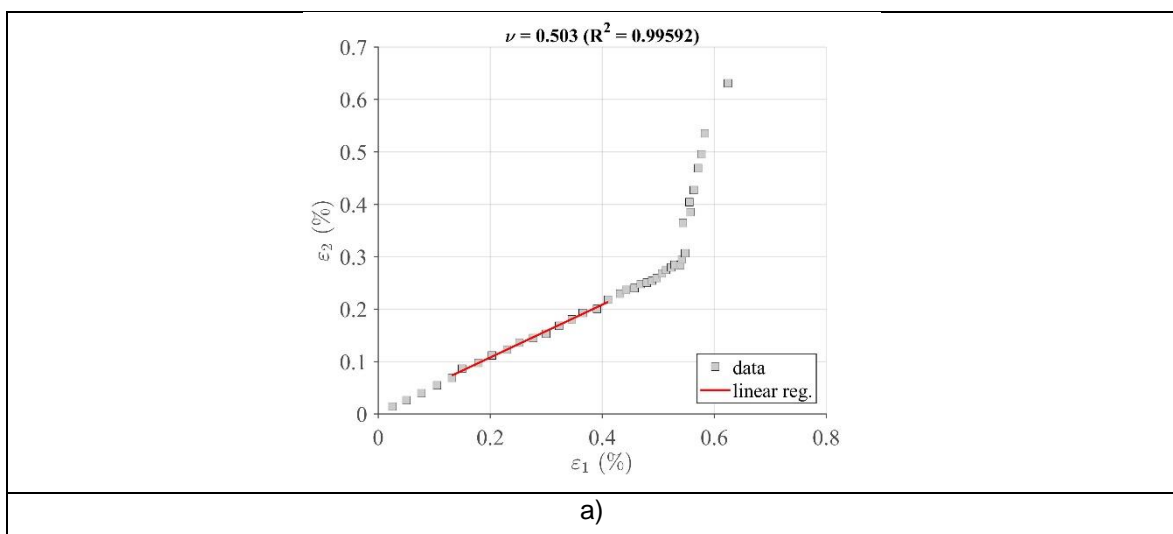 ν = 0.503 (R² = 0.99592)
0.7
0.6
0.5
0.4
0.3
0.2
0.1
0
ε₂ (%)
data
linear reg.
0 0.2 0.4 0.6 0.8
ε₁ (%)
a)